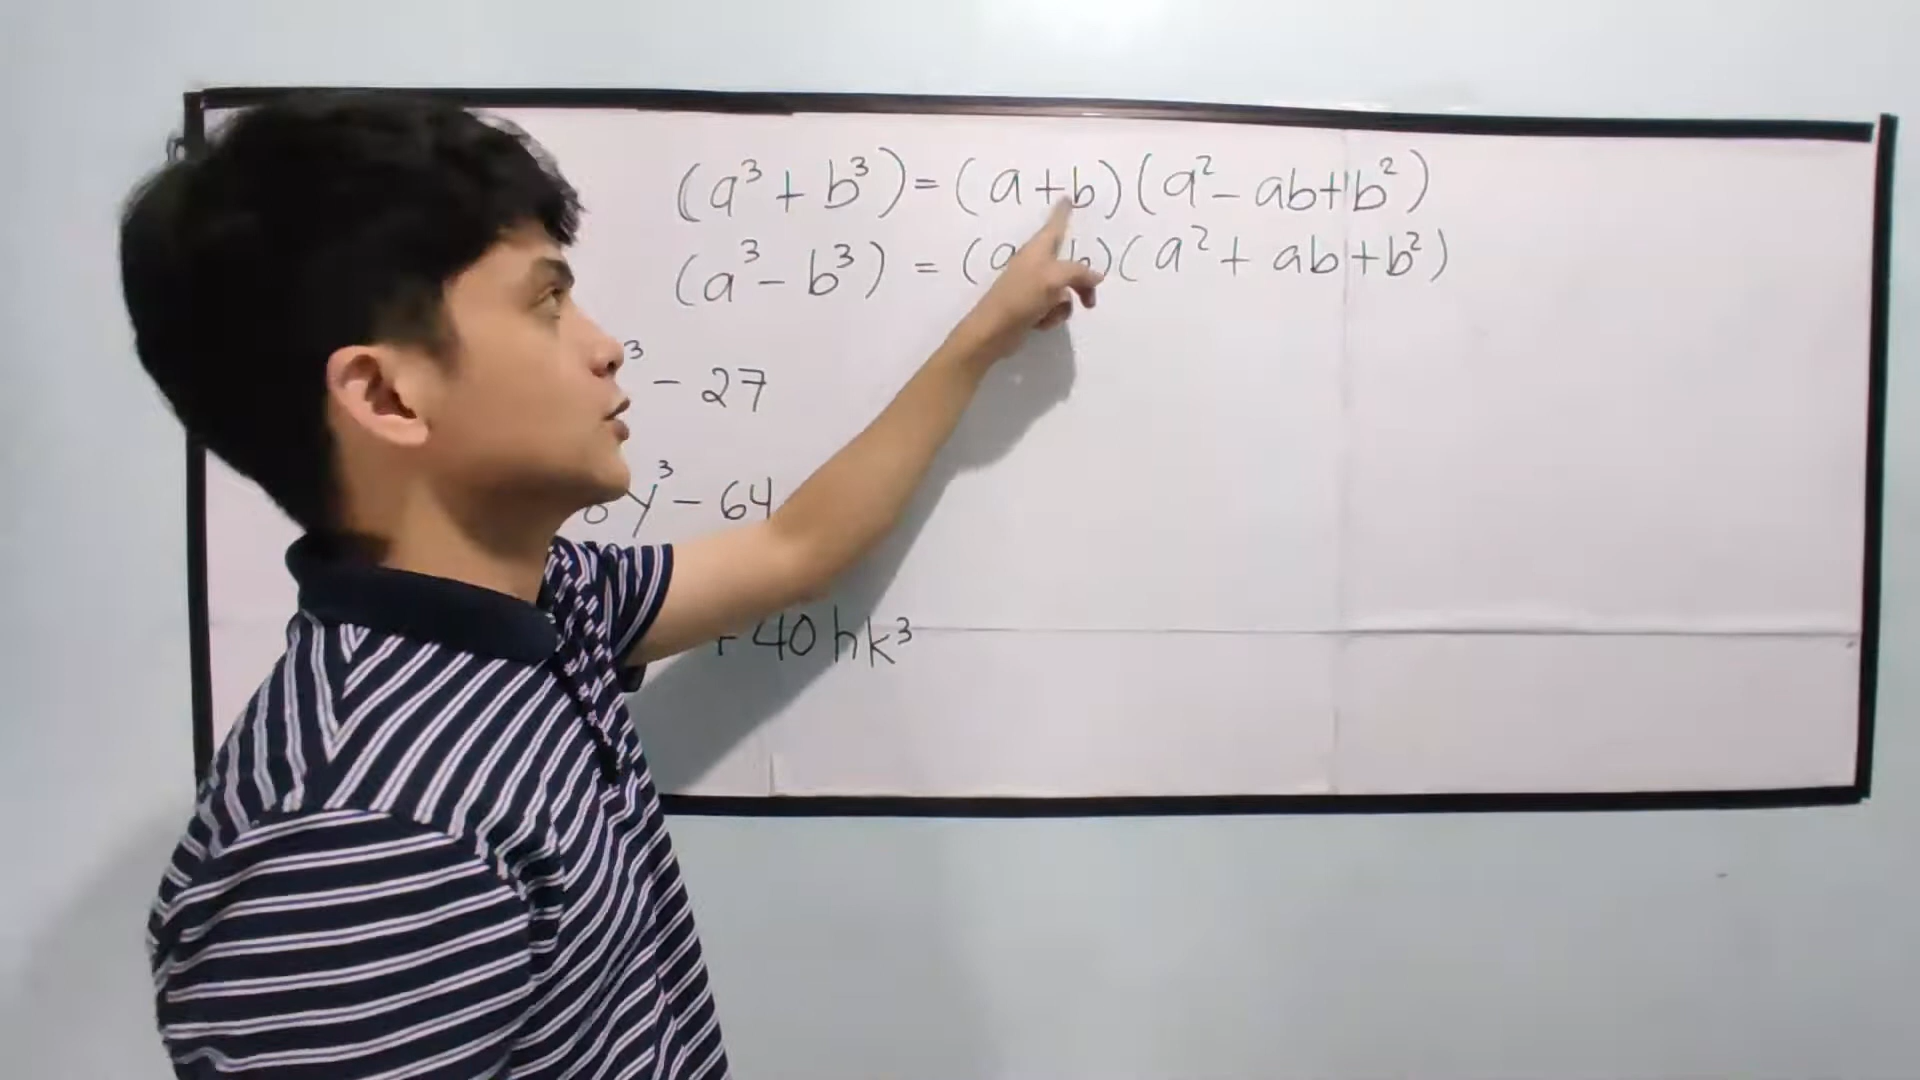 (a³ + b³) = (a+b)(a² - ab + b²)
(a³ - b³) = (a b)(a² + ab + b²)
³ - 27
y³ - 64
40hk³